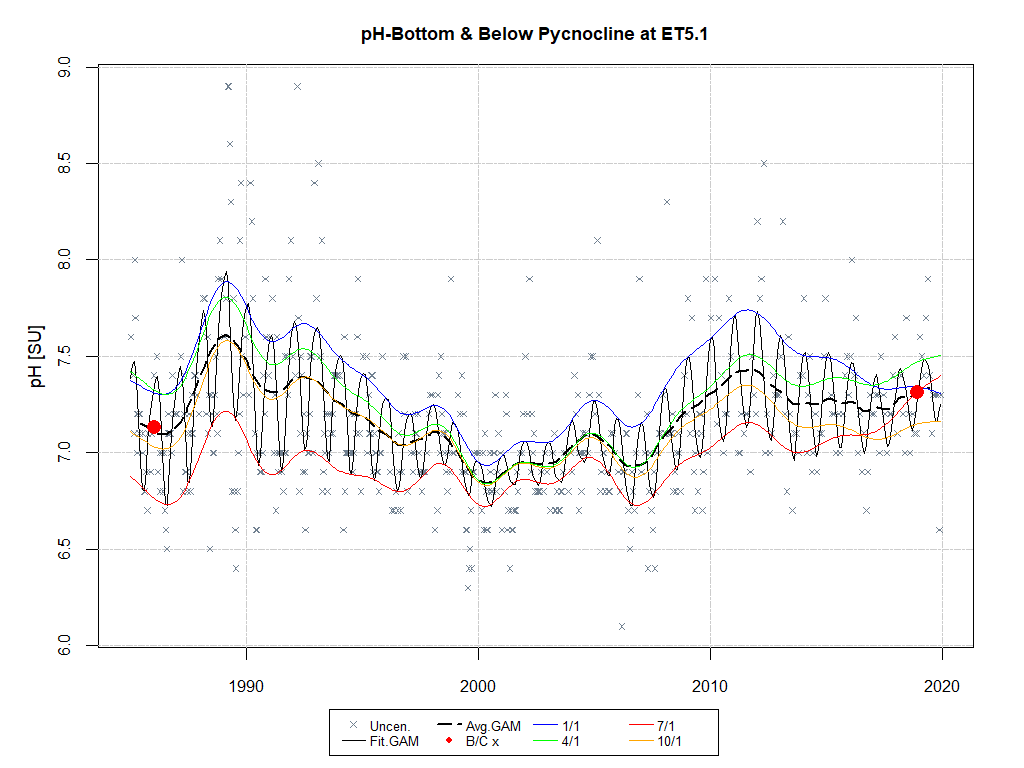 pH-Bottom & Below Pycnocline at ET5.1
9.0
8.5
8.0
7.5
7.0
6.5
6.0
pH [SU]
1990 2000 2010 2020
Uncen. Avg.GAM 1/1 7/1
Fit.GAM B/C x 4/1 10/1